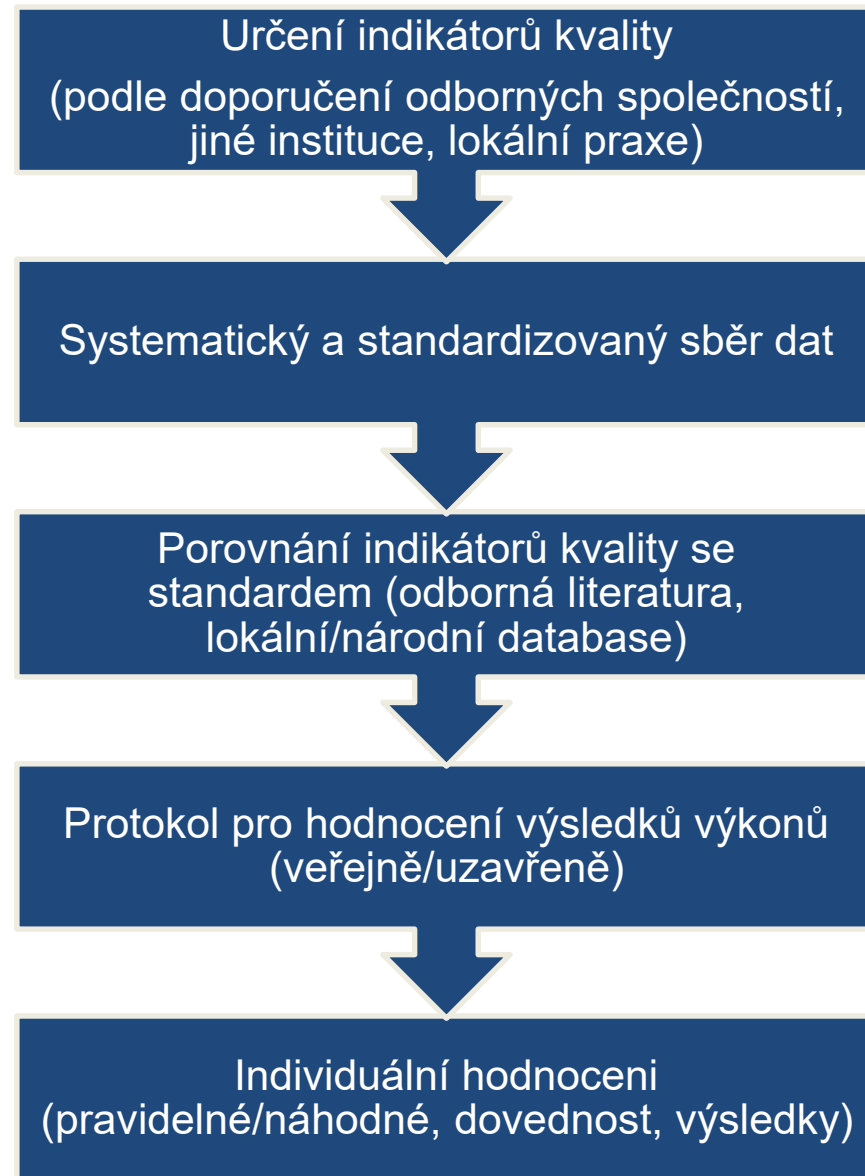 Určení indikátorů kvality
(podle doporučení odborných společností,
jiné instituce, lokální praxe)
Systematický a standardizovaný sběr dat
Porovnání indikátorů kvality se
standardem (odborná literatura,
lokální/národní database)
Protokol pro hodnocení výsledků výkonů
(veřejně/uzavřeně)
Individuální hodnoceni
(pravidelné/náhodné, dovednost, výsledky)